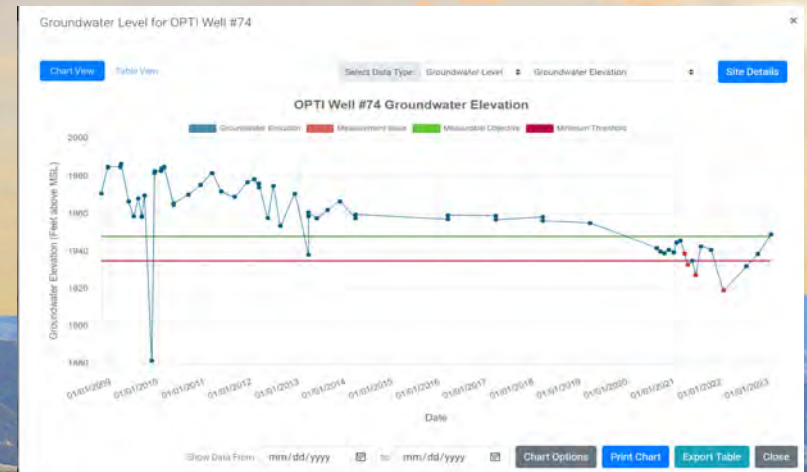 Groundwater Level for OPTI Well #74
×
Chart View Table View Select Data Type: Groundwater Level Groundwater Elevation Site Details
OPTI Well #74 Groundwater Elevation
Groundwater Elevation Measurement Issue Measurable Objective Minimum Threshold
Groundwater Elevation (Feet above MSL)
2000
1980
1960
1940
1920
1900
1880
01/01/2009 01/01/2010 01/01/2011 01/01/2012 01/01/2013 01/01/2014 01/01/2015 01/01/2016 01/01/2017 01/01/2018 01/01/2019 01/01/2020 01/01/2021 01/01/2022 01/01/2023
Date
Show Data From: mm/dd/yyyy to mm/dd/yyyy Chart Options Print Chart Export Table Close